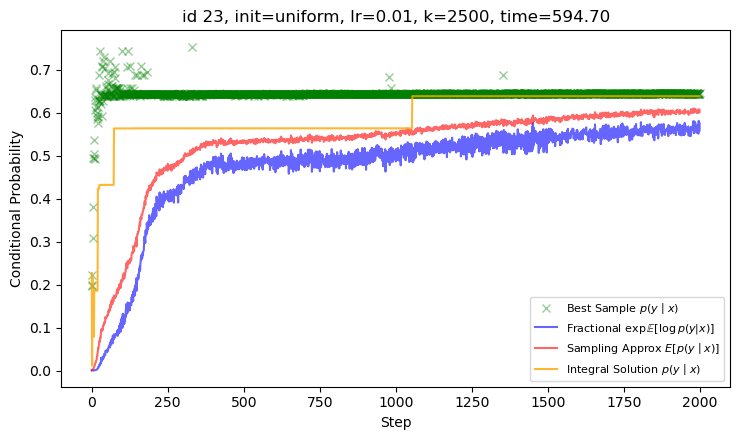 id 23, init=uniform, lr=0.01, k=2500, time=594.70
Conditional Probability
0.7
0.6
0.5
0.4
0.3
0.2
0.1
0.0
Best Sample p(y | x)
Fractional exp𝔼[log p(y|x)]
Sampling Approx E[p(y | x)]
Integral Solution p(y | x)
0 250 500 750 1000 1250 1500 1750 2000
Step